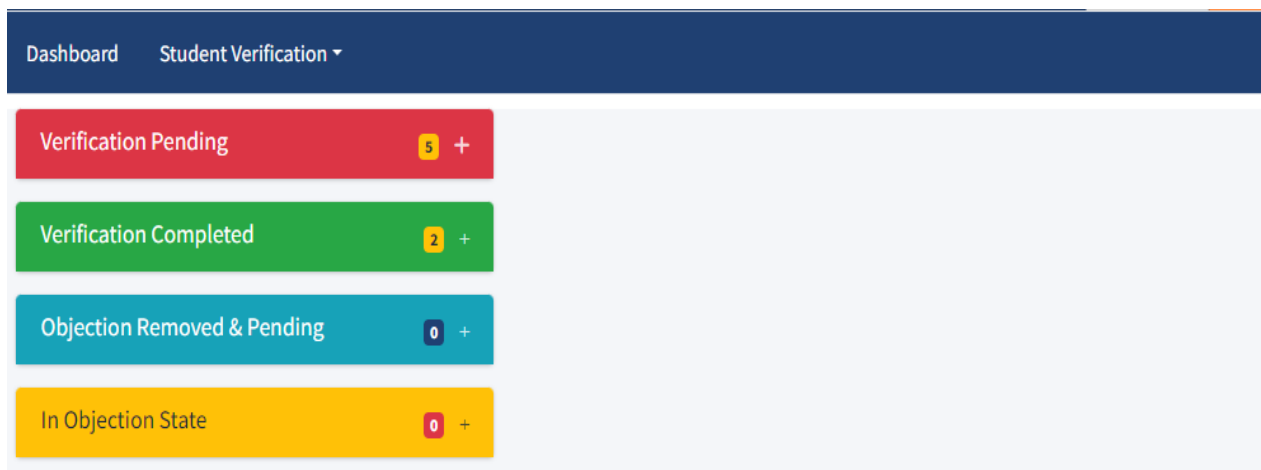 Dashboard Student Verification
Verification Pending 5 +
Verification Completed 2 +
Objection Removed & Pending 0 +
In Objection State 0 +